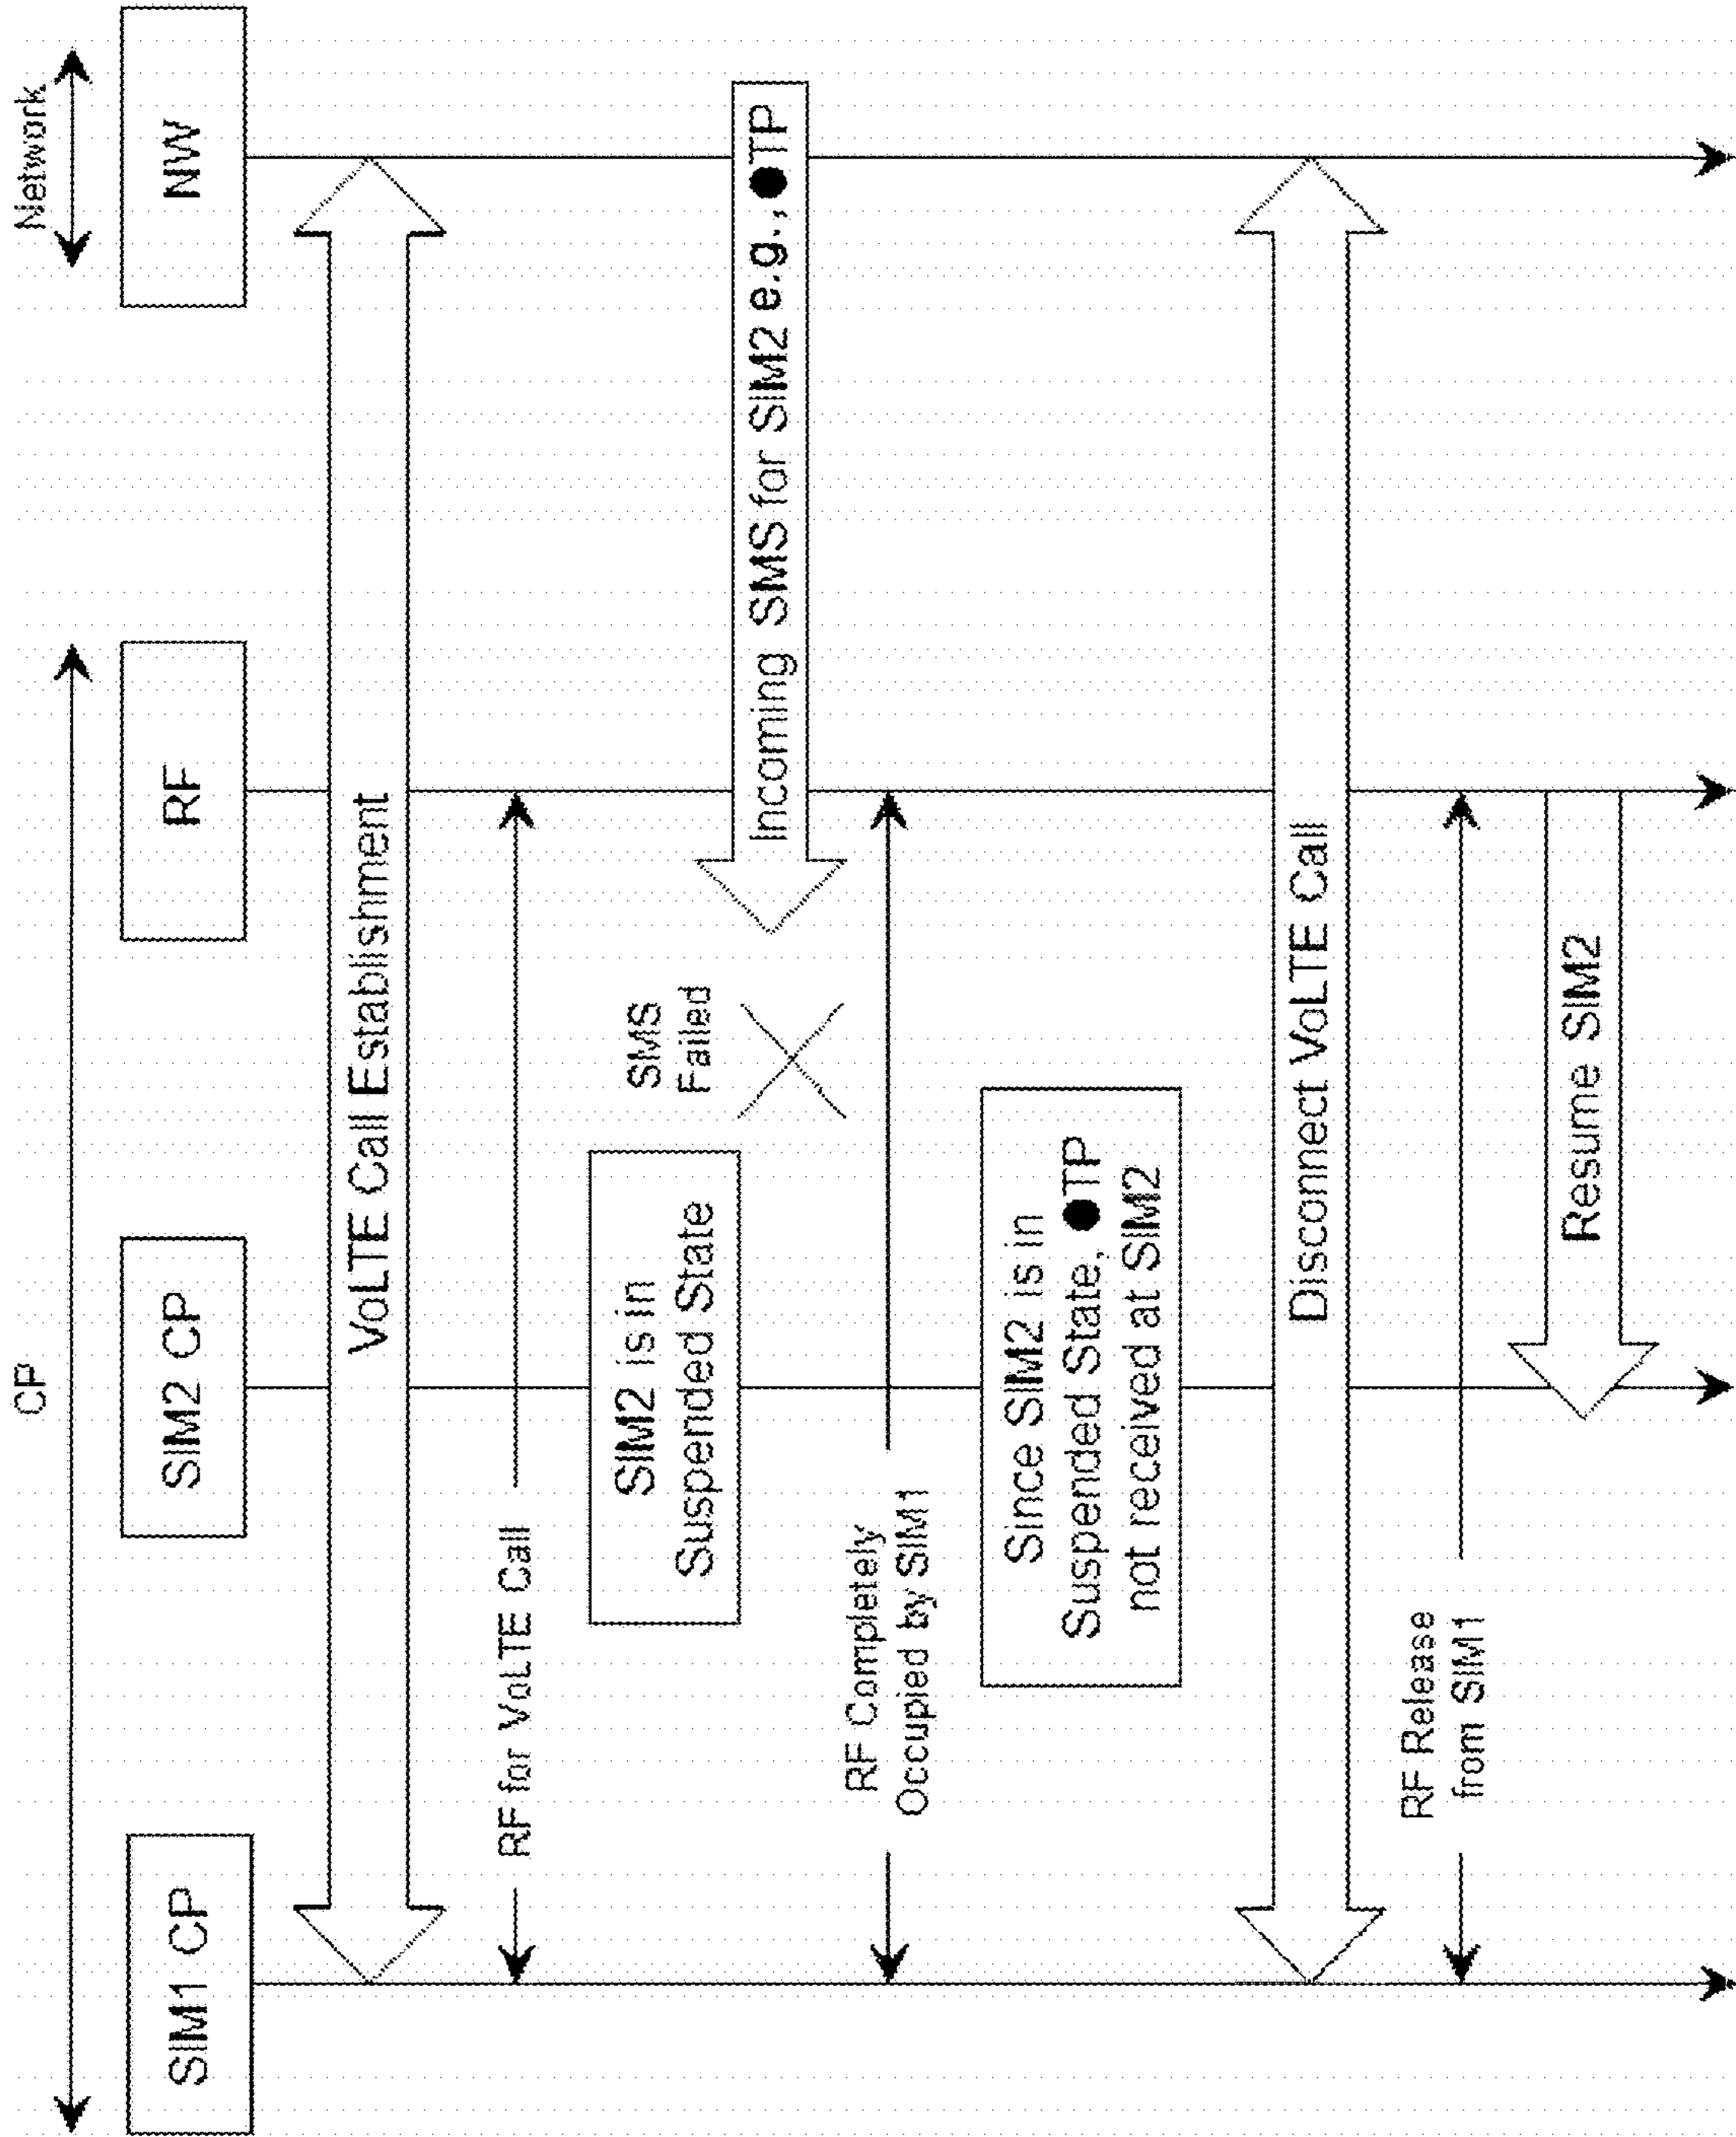 CP
Network
SIM1 CP
SIM2 CP
RF
NW
VoLTE Call Establishment
RF for VoLTE Call
SIM2 is in
Suspended State
SMS
Failed
Incoming SMS for SIM2 e.g., ●TP
RF Completely
Occupied by SIM1
Since SIM2 is in
Suspended State, ●TP
not received at SIM2
Disconnect VoLTE Call
RF Release
from SIM1
Resume SIM2